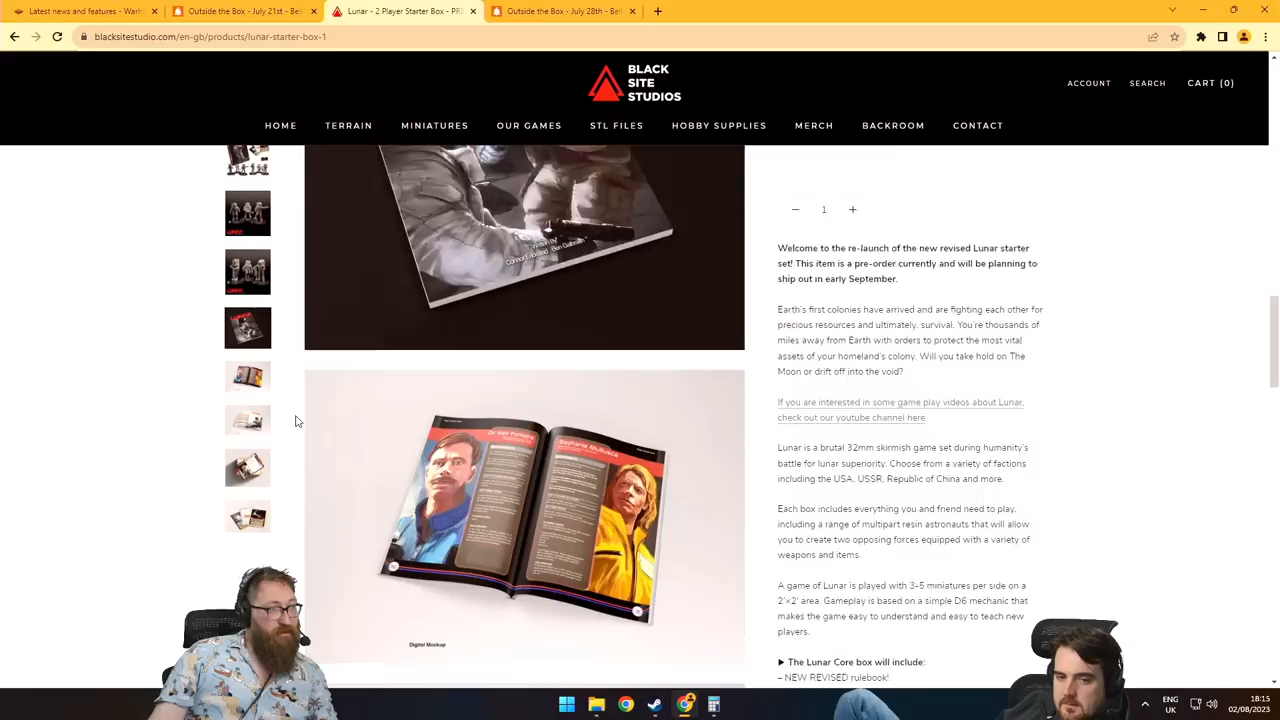 Latest news and features - Warh
Outside the Box - July 21st - Be
Lunar - 2 Player Starter Box - PRE
Outside the Box - July 28th - Bel
blacksitestudio.com/en-gb/products/lunar-starter-box-1
BLACK
SITE
STUDIOS
ACCOUNT SEARCH CART (0)
HOME TERRAIN MINIATURES OUR GAMES STL FILES HOBBY SUPPLIES MERCH BACKROOM CONTACT
Written By
Ben Galbraith
1
Welcome to the re-launch of the new revised Lunar starter
set! This item is a pre-order currently and will be planning to
ship out in early September.
Earth's first colonies have arrived and are fighting each other for
precious resources and ultimately, survival. You're thousands of
miles away from Earth with orders to protect the most vital
assets of your homeland's colony. Will you take hold on The
Moon or drift off into the void?
If you are interested in some game play videos about Lunar,
check out our youtube channel here
Lunar is a brutal 32mm skirmish game set during humanity's
battle for lunar superiority. Choose from a variety of factions
including the USA, USSR, Republic of China and more.
Each box includes everything you and friend need to play,
including a range of multipart resin astronauts that will allow
you to create two opposing forces equipped with a variety of
weapons and items.
A game of Lunar is played with 3-5 miniatures per side on a
2'×2' area. Gameplay is based on a simple D6 mechanic that
makes the game easy to understand and easy to teach new
players.
► The Lunar Core box will include:
– NEW REVISED rulebook!
Digital Mockup
ENG
UK
18:15
02/08/2023